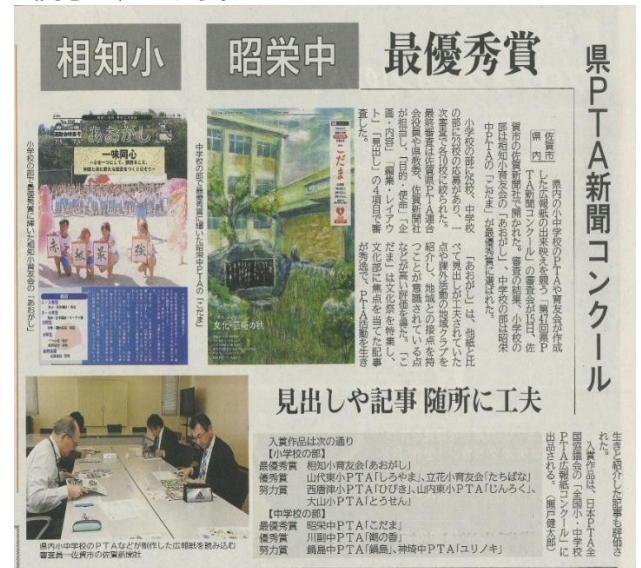 県PTA新聞コンクール
最優秀賞
昭栄中
相知小
佐賀市
県内
県内の小中学校のPTAや育友会が作成
した広報紙の出来映えを競う「第47回県P
TA新聞コンクール」の審査会が15日、佐
賀市の佐賀新聞社で開かれた。審査の結果、小学校の
部は相知小育友会の「あおがし」、中学校の部は昭栄
中PTAの「こだま」が最優秀賞に選ばれた。
小学校の部に
校、中学校
の部に23校の応募があり、一
次審査で各10校に絞られた。
最終審査は佐賀県PTA連合
会役員や県教委、佐賀新聞社
が担当し、「目的・使命」「企
画・内容」「編集・レイアウ
ト」「見出し」の4項目で審
査した。
「あおがし」は、他紙と比
べて見出しが工夫されていた
点や課外活動の地域クラブを
紹介し、地域との接点を持
つことが意識されている点
などが高い評価を得た。「こ
だま」は文化祭を特集し、
文化部に焦点を当てた記事
が秀逸で、PTA活動を生き
生きと紹介した記事も評価さ
れた。
入賞作品は、日本PTA全
国協議会の「全国小・中学校
PTA広報紙コンクール」に
出品される。(瀬戸健太郎)
こだま
文化・芸術の秋
中学校の部で最優秀賞に輝いた昭栄中PTAの「こだま」
あおがし
一味同心
赤組最強
小学校の部で最優秀賞に輝いた相知小育友会の「あおがし」
見出しや記事 随所に工夫
入賞作品は次の通り
【小学校の部】
最優秀賞 相知小育友会「あおがし」
優秀賞 山代東小PTA「しろやま」、立花小育友会「たちばな」
努力賞 西唐津小PTA「ひびき」、山内東小PTA「じんろく」、
大山小PTA「とうせん」
【中学校の部】
最優秀賞 昭栄中PTA「こだま」
優秀賞 川副中PTA「潮の香」
努力賞 鍋島中PTA「鍋島」、神埼中PTA「ユリノキ」
県内小中学校のPTAなどが制作した広報紙を読み込む
審査員=佐賀市の佐賀新聞社